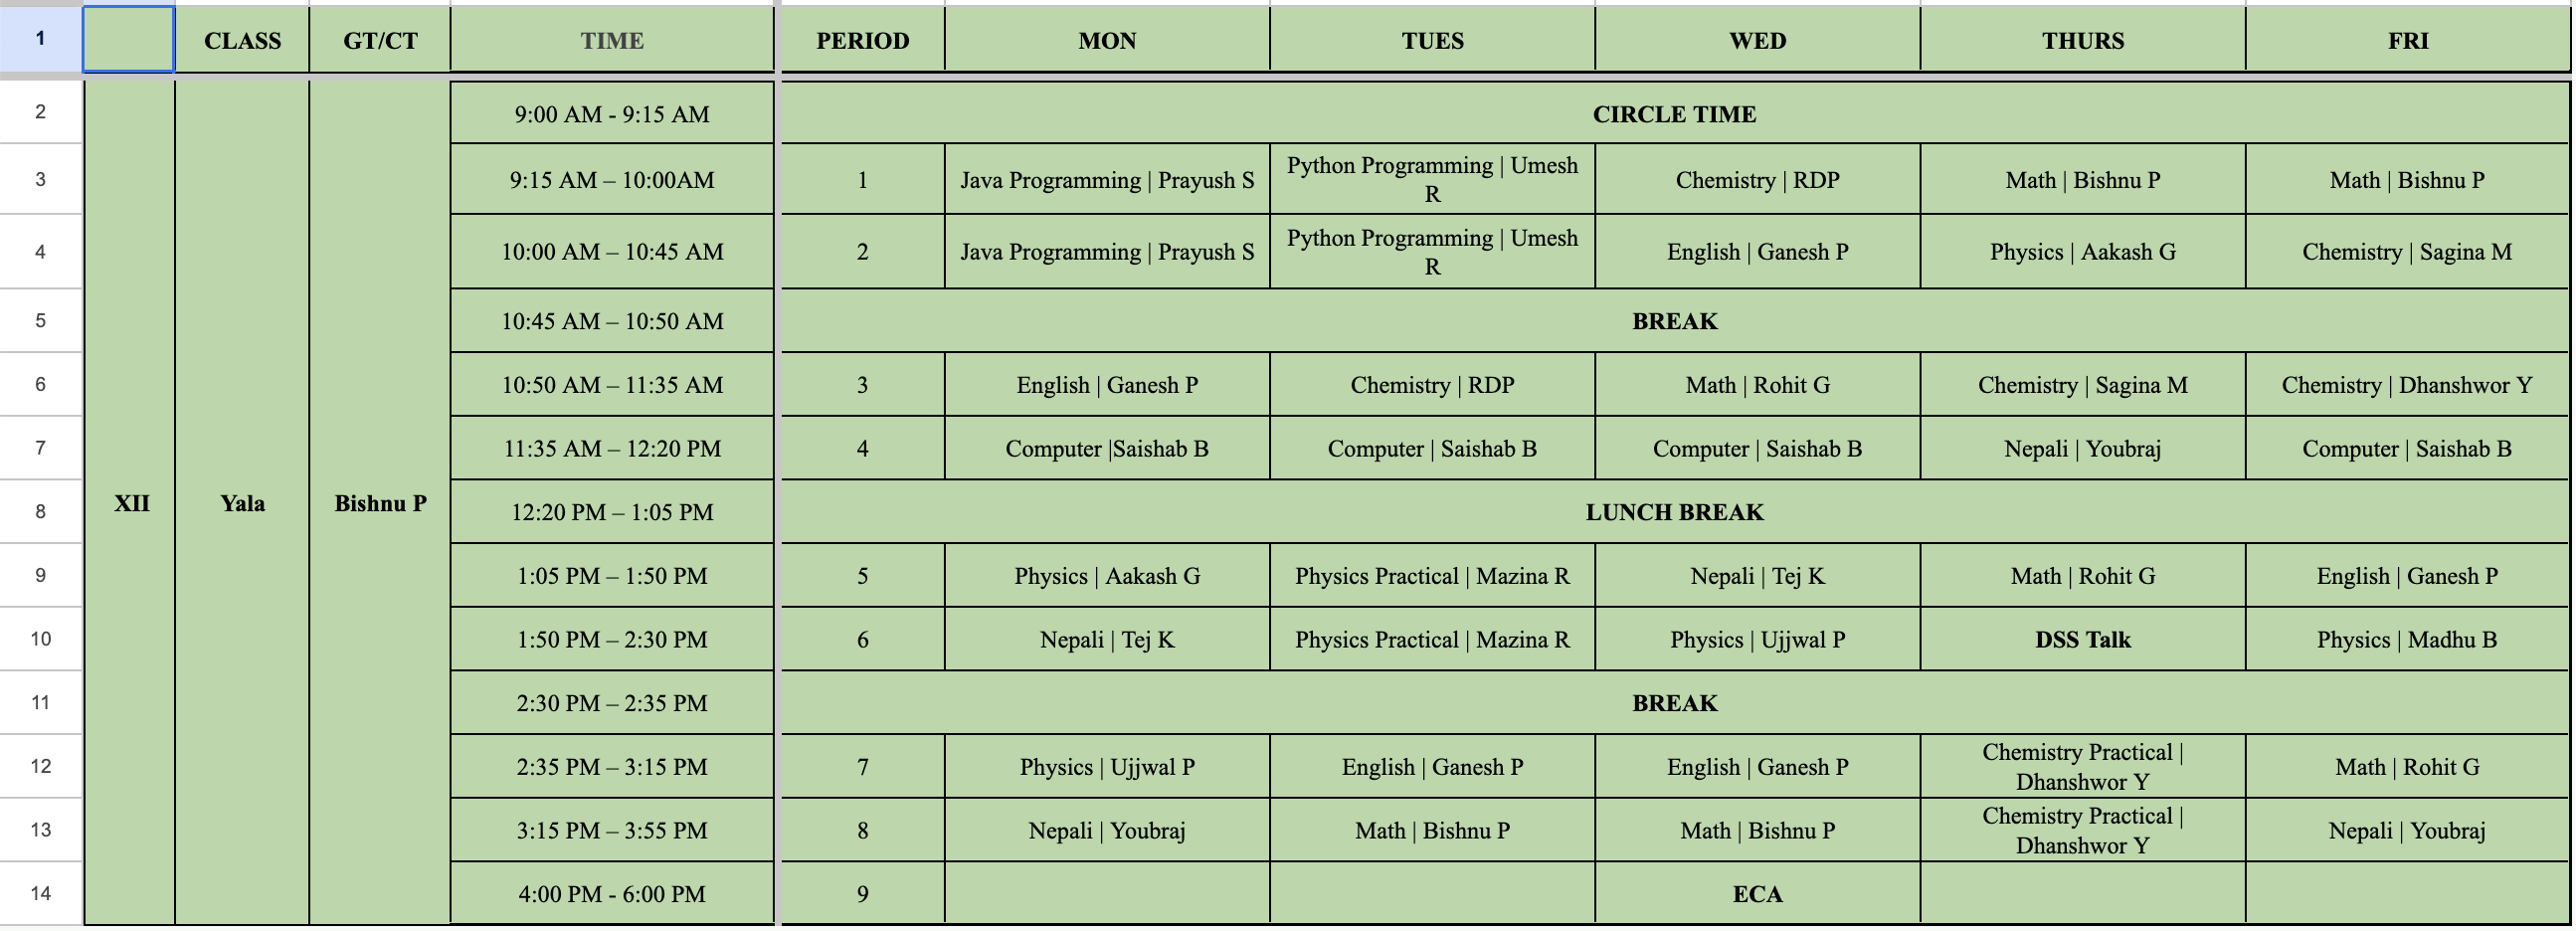 1 CLASS GT/CT TIME PERIOD MON TUES WED THURS FRI
2 9:00 AM - 9:15 AM CIRCLE TIME
3 9:15 AM – 10:00AM 1 Java Programming | Prayush S Python Programming | Umesh R Chemistry | RDP Math | Bishnu P Math | Bishnu P
4 10:00 AM – 10:45 AM 2 Java Programming | Prayush S Python Programming | Umesh R English | Ganesh P Physics | Aakash G Chemistry | Sagina M
5 10:45 AM – 10:50 AM BREAK
6 10:50 AM – 11:35 AM 3 English | Ganesh P Chemistry | RDP Math | Rohit G Chemistry | Sagina M Chemistry | Dhanshwor Y
7 11:35 AM – 12:20 PM 4 Computer |Saishab B Computer | Saishab B Computer | Saishab B Nepali | Youbraj Computer | Saishab B
XII Yala Bishnu P
8 12:20 PM – 1:05 PM LUNCH BREAK
9 1:05 PM – 1:50 PM 5 Physics | Aakash G Physics Practical | Mazina R Nepali | Tej K Math | Rohit G English | Ganesh P
10 1:50 PM – 2:30 PM 6 Nepali | Tej K Physics Practical | Mazina R Physics | Ujjwal P DSS Talk Physics | Madhu B
11 2:30 PM – 2:35 PM BREAK
12 2:35 PM – 3:15 PM 7 Physics | Ujjwal P English | Ganesh P English | Ganesh P Chemistry Practical | Dhanshwor Y Math | Rohit G
13 3:15 PM – 3:55 PM 8 Nepali | Youbraj Math | Bishnu P Math | Bishnu P Chemistry Practical | Dhanshwor Y Nepali | Youbraj
14 4:00 PM - 6:00 PM 9 ECA